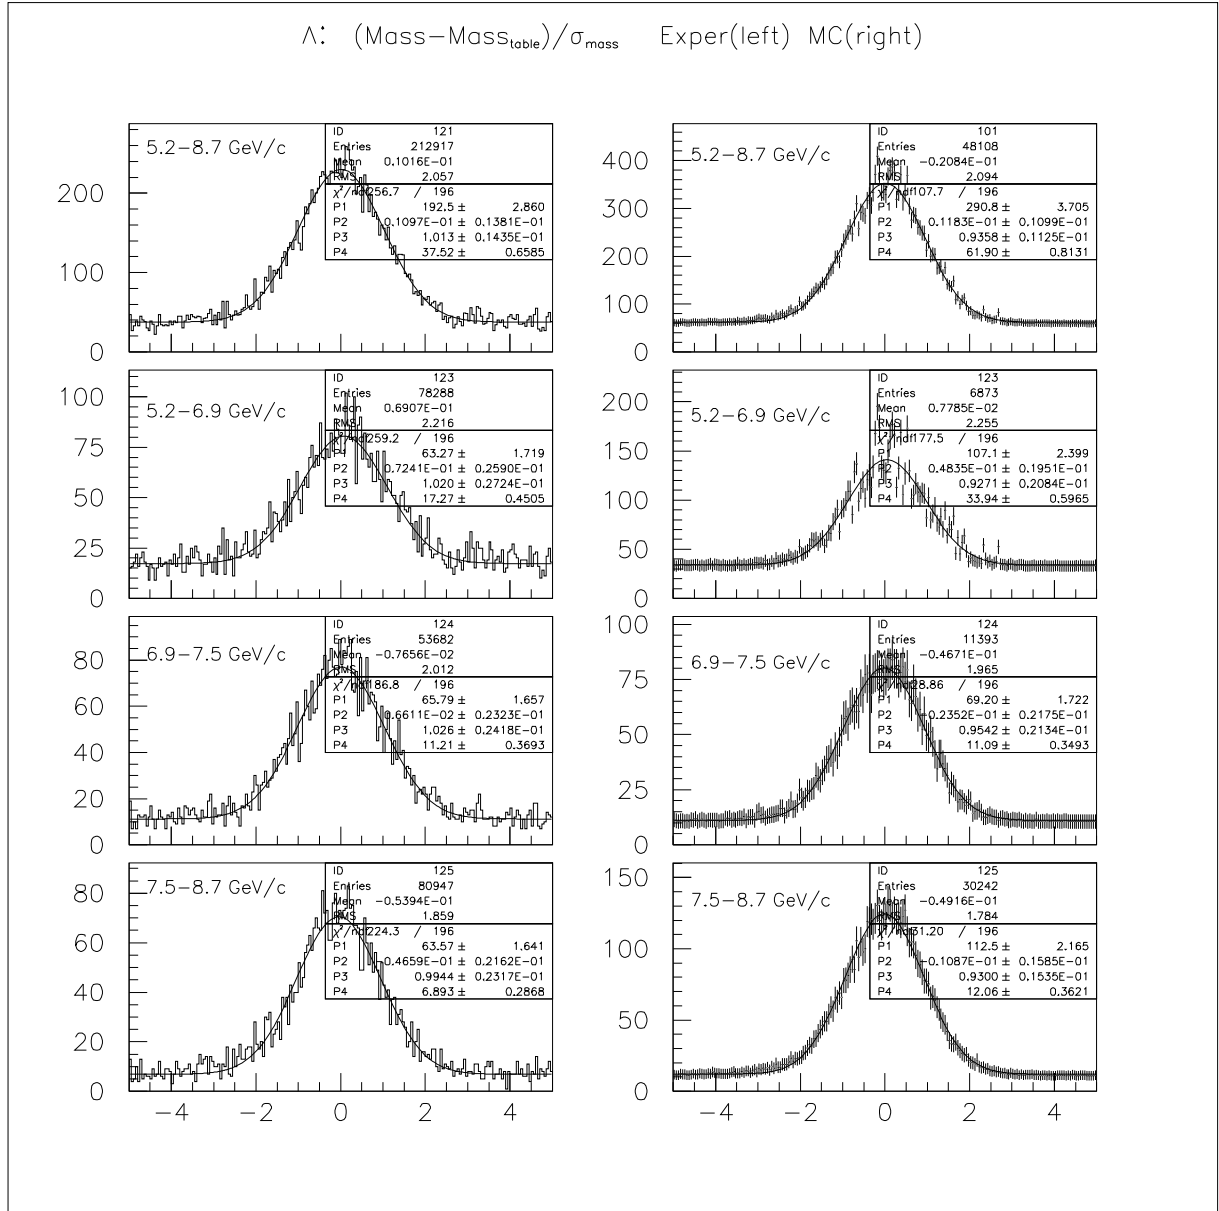 Λ: (Mass−Mass_table)/σ_mass Exper(left) MC(right)
5.2−8.7 GeV/c
ID 121
Entries 212917
Mean 0.1016E−01
RMS 2.057
χ²/ndf 256.7 / 196
P1 192.5 ± 2.860
P2 0.1097E−01 ± 0.1381E−01
P3 1.013 ± 0.1435E−01
P4 37.52 ± 0.6585
200
100
0
−4 −2 0 2 4
5.2−8.7 GeV/c
ID 101
Entries 48108
Mean −0.2084E−01
RMS 2.094
χ²/ndf 107.7 / 196
P1 290.8 ± 3.705
P2 0.1183E−01 ± 0.1099E−01
P3 0.9358 ± 0.1125E−01
P4 61.90 ± 0.8131
400
300
200
100
0
−4 −2 0 2 4
5.2−6.9 GeV/c
ID 123
Entries 78288
Mean 0.6907E−01
RMS 2.216
χ²/ndf 259.2 / 196
P1 63.27 ± 1.719
P2 0.7241E−01 ± 0.2590E−01
P3 1.020 ± 0.2724E−01
P4 17.27 ± 0.4505
100
75
50
25
0
5.2−6.9 GeV/c
ID 123
Entries 6873
Mean 0.7785E−02
RMS 2.255
χ²/ndf 177.5 / 196
P1 107.1 ± 2.399
P2 0.4835E−01 ± 0.1951E−01
P3 0.9271 ± 0.2084E−01
P4 33.94 ± 0.5965
200
150
100
50
0
6.9−7.5 GeV/c
ID 124
Entries 53682
Mean −0.7656E−02
RMS 2.012
χ²/ndf 186.8 / 196
P1 65.79 ± 1.657
P2 0.6611E−02 ± 0.2323E−01
P3 1.026 ± 0.2418E−01
P4 11.21 ± 0.3693
80
60
40
20
0
6.9−7.5 GeV/c
ID 124
Entries 11393
Mean −0.4671E−01
RMS 1.965
χ²/ndf 28.86 / 196
P1 69.20 ± 1.722
P2 −0.2352E−01 ± 0.2175E−01
P3 0.9542 ± 0.2134E−01
P4 11.09 ± 0.3493
100
75
50
25
0
7.5−8.7 GeV/c
ID 125
Entries 80947
Mean −0.5394E−01
RMS 1.859
χ²/ndf 224.3 / 196
P1 63.57 ± 1.641
P2 −0.4659E−01 ± 0.2162E−01
P3 0.9944 ± 0.2317E−01
P4 6.893 ± 0.2868
80
60
40
20
0
−4 −2 0 2 4
7.5−8.7 GeV/c
ID 125
Entries 30242
Mean −0.4916E−01
RMS 1.784
χ²/ndf 31.20 / 196
P1 112.5 ± 2.165
P2 −0.1087E−01 ± 0.1585E−01
P3 0.9300 ± 0.1535E−01
P4 12.06 ± 0.3621
150
100
50
0
−4 −2 0 2 4